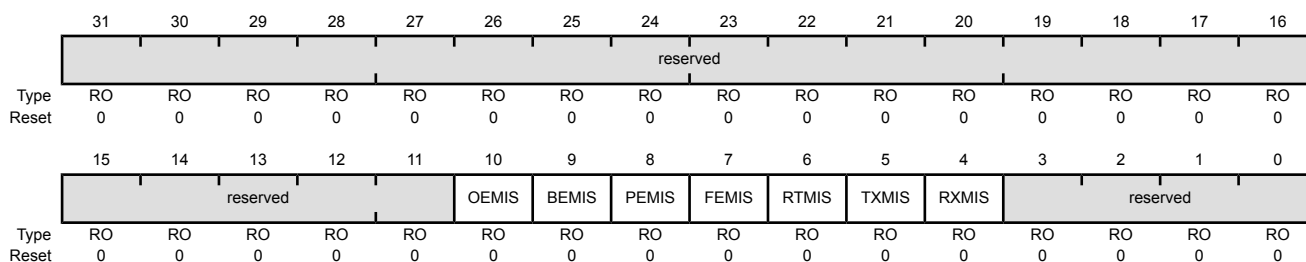 31 30 29 28 27 26 25 24 23 22 21 20 19 18 17 16
reserved
Type RO RO RO RO RO RO RO RO RO RO RO RO RO RO RO RO
Reset 0 0 0 0 0 0 0 0 0 0 0 0 0 0 0 0
15 14 13 12 11 10 9 8 7 6 5 4 3 2 1 0
reserved OEMIS BEMIS PEMIS FEMIS RTMIS TXMIS RXMIS reserved
Type RO RO RO RO RO RO RO RO RO RO RO RO RO RO RO RO
Reset 0 0 0 0 0 0 0 0 0 0 0 0 0 0 0 0